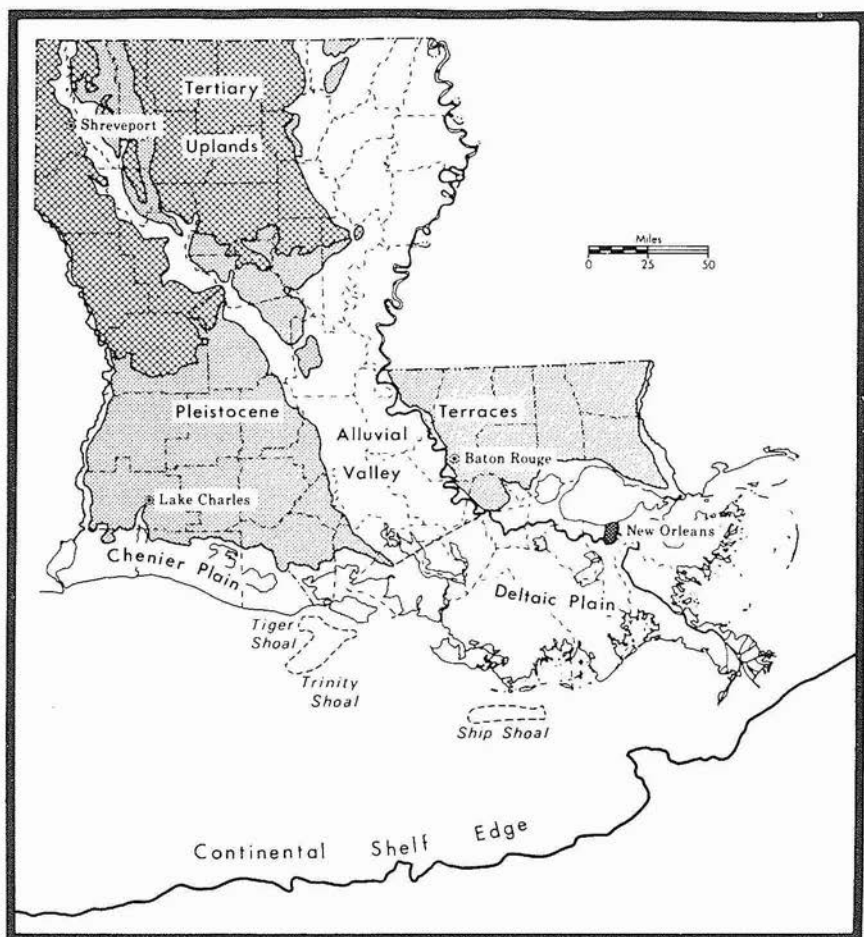 Tertiary
Shreveport
Uplands
Miles
0 25 50
Pleistocene
Terraces
Alluvial
Valley
Baton Rouge
Lake Charles
New Orleans
Chenier Plain
Deltaic Plain
Tiger
Shoal
Trinity
Shoal
Ship Shoal
Continental Shelf Edge